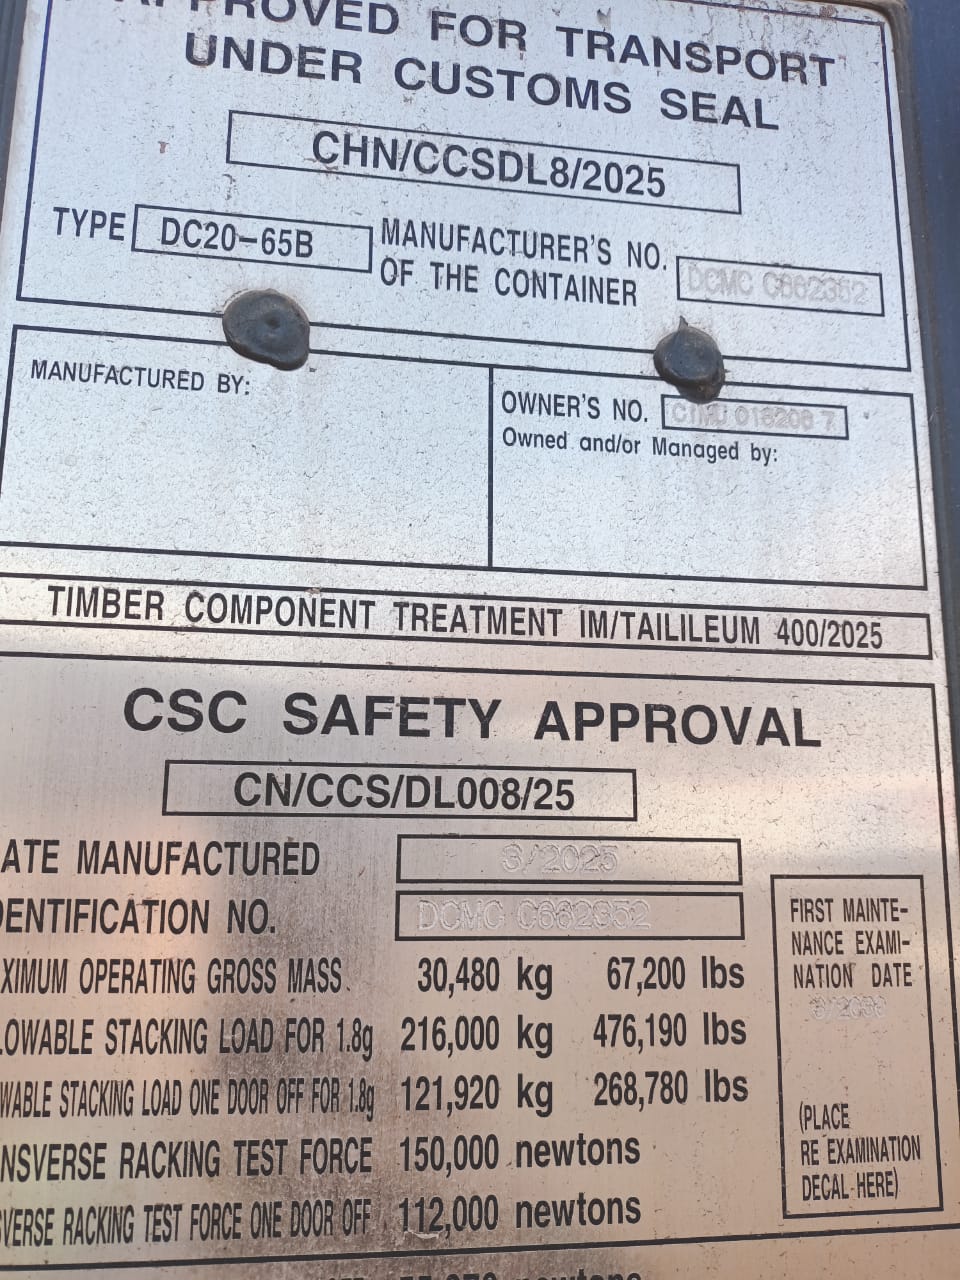 APPROVED FOR TRANSPORT
UNDER CUSTOMS SEAL
CHN/CCSDL8/2025
TYPE DC20-65B MANUFACTURER'S NO.
OF THE CONTAINER DCMC C662352
MANUFACTURED BY:
OWNER'S NO. 7
Owned and/or Managed by:
TIMBER COMPONENT TREATMENT IM/TAILILEUM 400/2025
CSC SAFETY APPROVAL
CN/CCS/DL008/25
ATE MANUFACTURED 3/2025
DENTIFICATION NO. DCMC C662352
XIMUM OPERATING GROSS MASS 30,480 kg 67,200 lbs
LOWABLE STACKING LOAD FOR 1.8g 216,000 kg 476,190 lbs
WABLE STACKING LOAD ONE DOOR OFF FOR 1.8g 121,920 kg 268,780 lbs
NSVERSE RACKING TEST FORCE 150,000 newtons
VERSE RACKING TEST FORCE ONE DOOR OFF 112,000 newtons
newtons
FIRST MAINTE-
NANCE EXAMI-
NATION DATE
(PLACE
RE EXAMINATION
DECAL HERE)